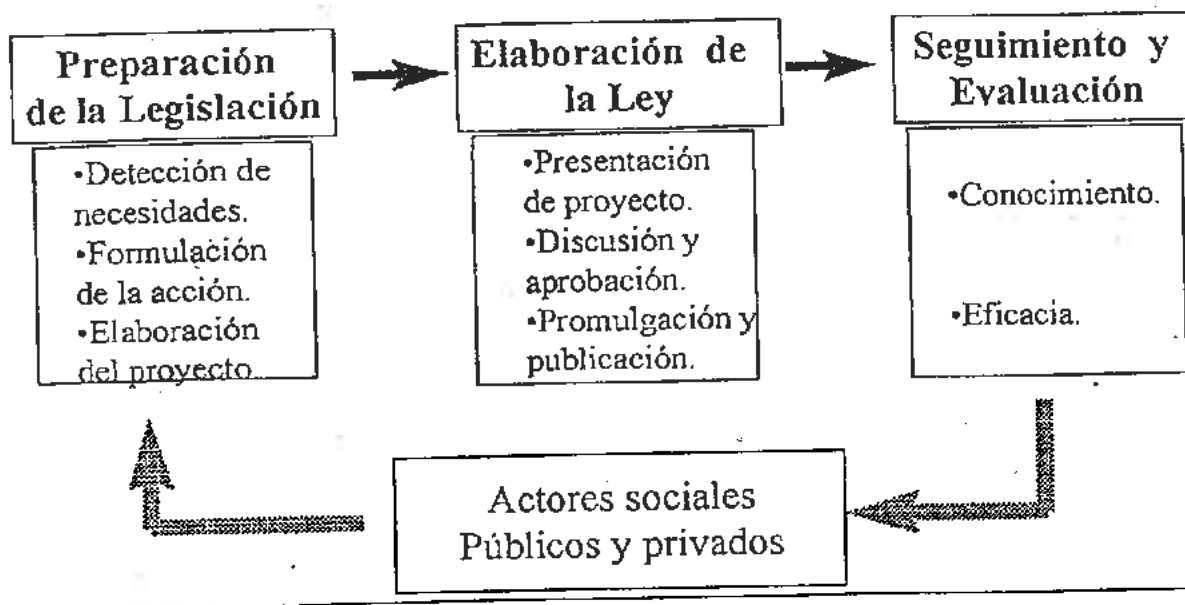 Preparación
de la Legislación
•Detección de
necesidades.
•Formulación
de la acción.
•Elaboración
del proyecto
Elaboración de
la Ley
•Presentación
de proyecto.
•Discusión y
aprobación.
•Promulgación y
publicación.
Seguimiento y
Evaluación
•Conocimiento.
•Eficacia.
Actores sociales
Públicos y privados